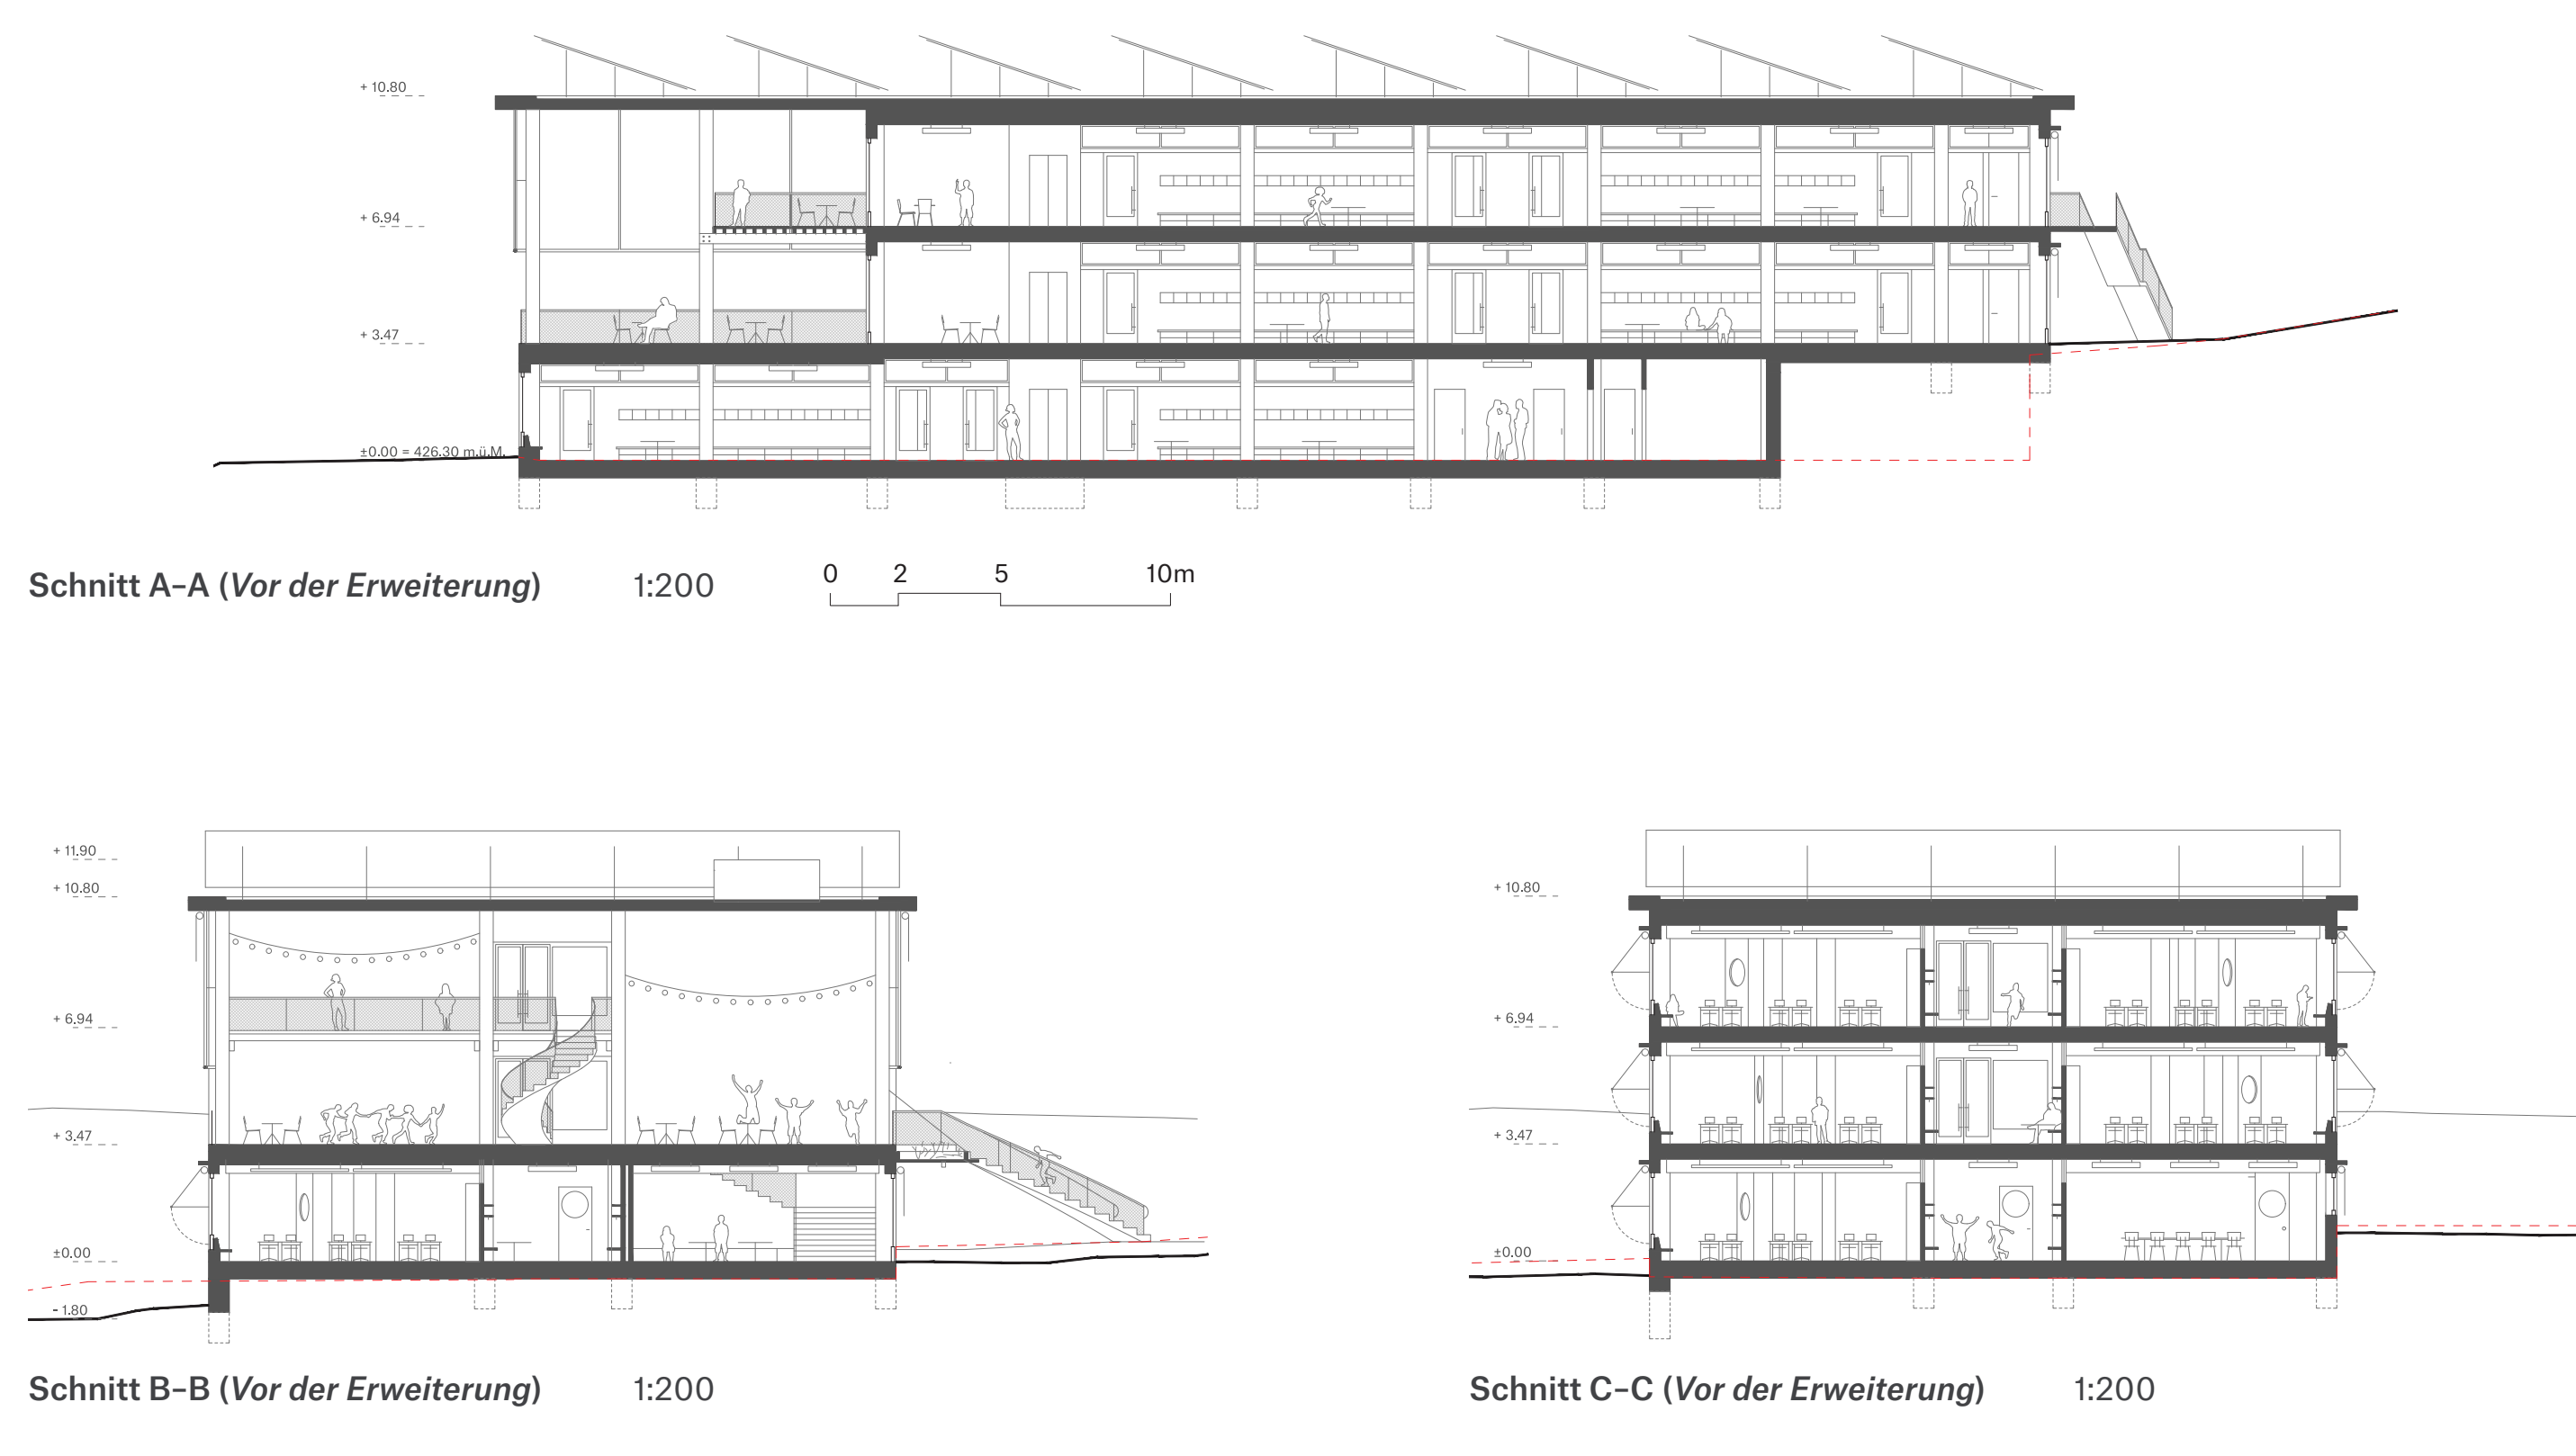 + 10.80
+ 6.94
+ 3.47
±0.00 = 426.30 m.ü.M.
Schnitt A–A (Vor der Erweiterung) 1:200
0 2 5 10m
+ 11.90
+ 10.80
+ 6.94
+ 3.47
±0.00
- 1.80
Schnitt B–B (Vor der Erweiterung) 1:200
+ 10.80
+ 6.94
+ 3.47
±0.00
Schnitt C–C (Vor der Erweiterung) 1:200